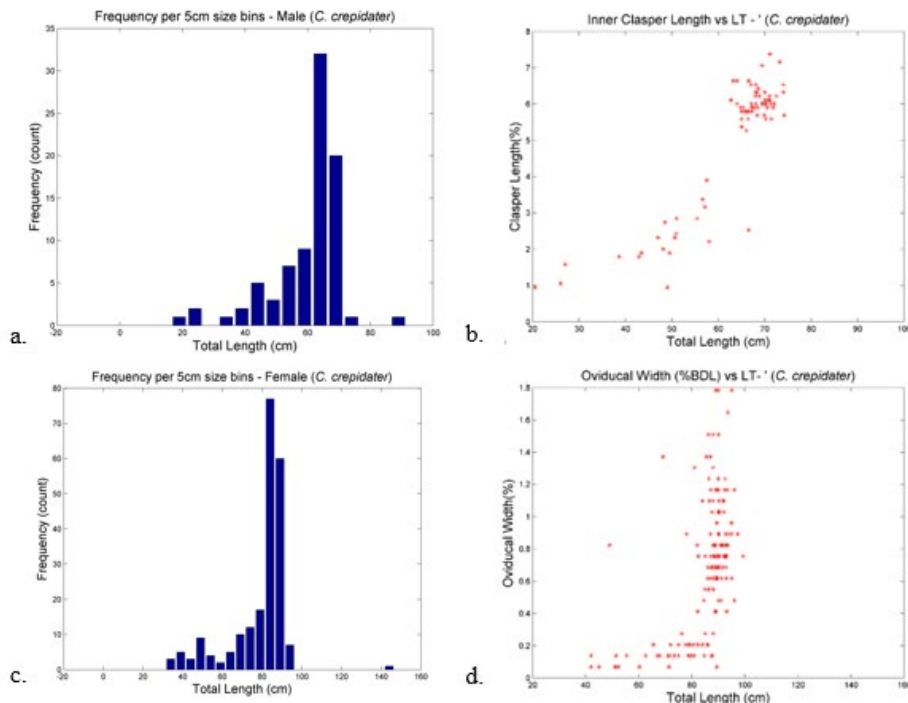 Frequency per 5cm size bins - Male (C. crepidater)
35
30
25
20
15
10
5
1
-20 0 20 40 60 80 100
Frequency (count)
Total Length (cm)
a.
Inner Clasper Length vs LT - ' (C. crepidater)
8
7
6
5
4
3
2
1
0
20 30 40 50 60 70 80 90 100
Clasper Length(%)
Total Length (cm)
b.
Frequency per 5cm size bins - Female (C. crepidater)
80
70
60
50
40
30
20
10
0
-20 0 20 40 60 80 100 120 140 160
Frequency (count)
Total Length (cm)
c.
Oviducal Width (%BDL) vs LT- ' (C. crepidater)
1.8
1.6
1.4
1.2
1
0.8
0.6
0.4
0.2
0
20 40 60 80 100 120 140 160
Oviducal Width(%)
Total Length (cm)
d.